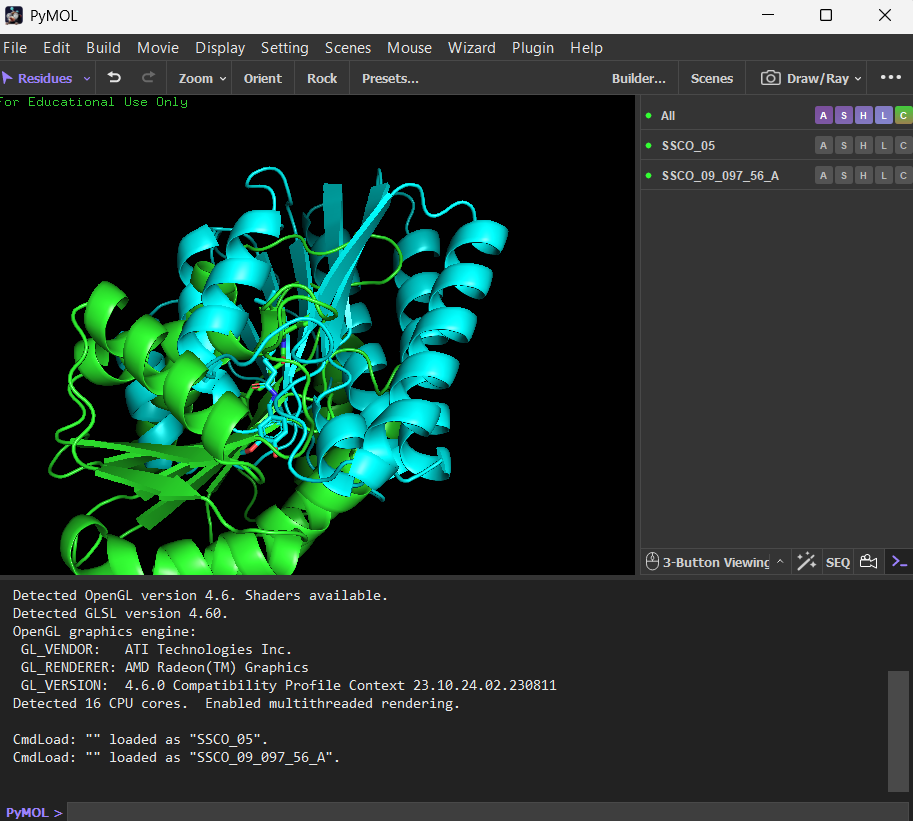 PyMOL
File Edit Build Movie Display Setting Scenes Mouse Wizard Plugin Help
Residues Zoom Orient Rock Presets... Builder... Scenes Draw/Ray
For Educational Use Only
All A S H L C
SSCO_05 A S H L C
SSCO_09_097_56_A A S H L C
3-Button Viewing SEQ
Detected OpenGL version 4.6. Shaders available.
Detected GLSL version 4.60.
OpenGL graphics engine:
GL_VENDOR: ATI Technologies Inc.
GL_RENDERER: AMD Radeon(TM) Graphics
GL_VERSION: 4.6.0 Compatibility Profile Context 23.10.24.02.230811
Detected 16 CPU cores. Enabled multithreaded rendering.
CmdLoad: "" loaded as "SSCO_05".
CmdLoad: "" loaded as "SSCO_09_097_56_A".
PyMOL >